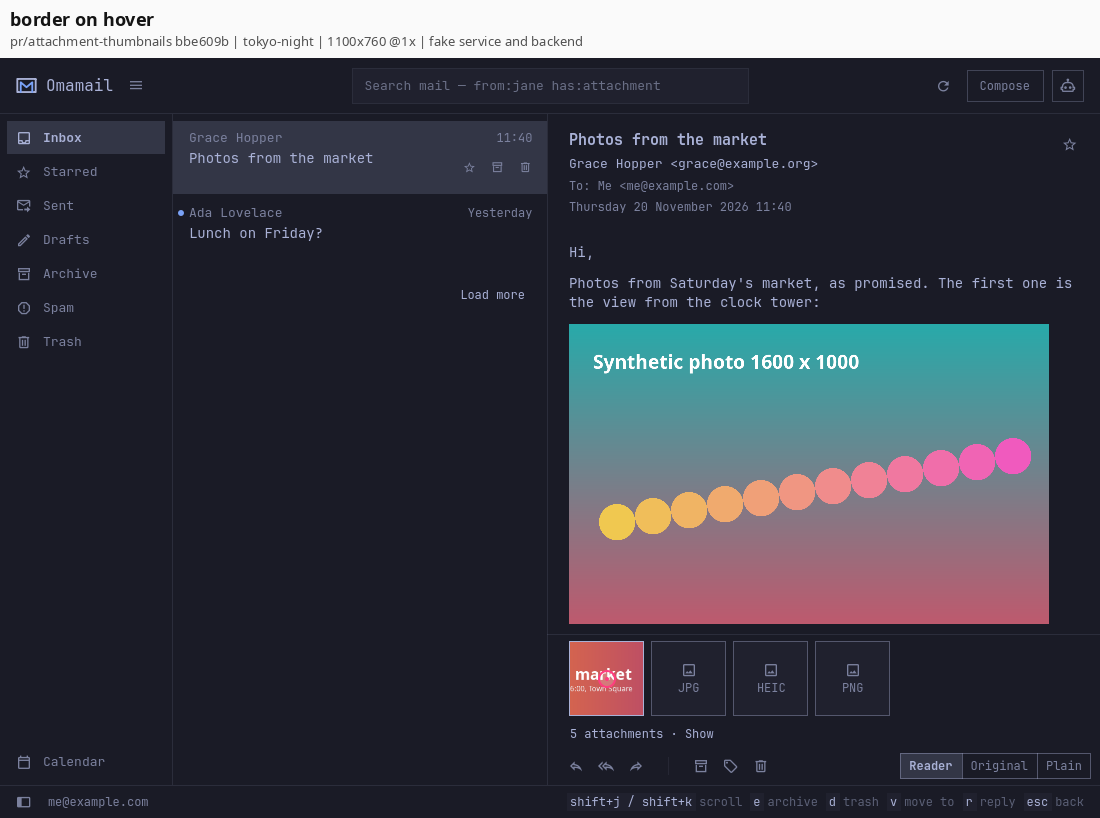 border on hover
pr/attachment-thumbnails bbe609b | tokyo-night | 1100x760 @1x | fake service and backend
Omamail
Search mail — from:jane has:attachment
Compose
Inbox
Starred
Sent
Drafts
Archive
Spam
Trash
Calendar
Grace Hopper 11:40
Photos from the market
Ada Lovelace Yesterday
Lunch on Friday?
Load more
Photos from the market
Grace Hopper <grace@example.org>
To: Me <me@example.com>
Thursday 20 November 2026 11:40
Hi,
Photos from Saturday's market, as promised. The first one is
the view from the clock tower:
Synthetic photo 1600 x 1000
market
6:00, Town Square
JPG HEIC PNG
5 attachments · Show
Reader Original Plain
me@example.com
shift+j / shift+k scroll e archive d trash v move to r reply esc back